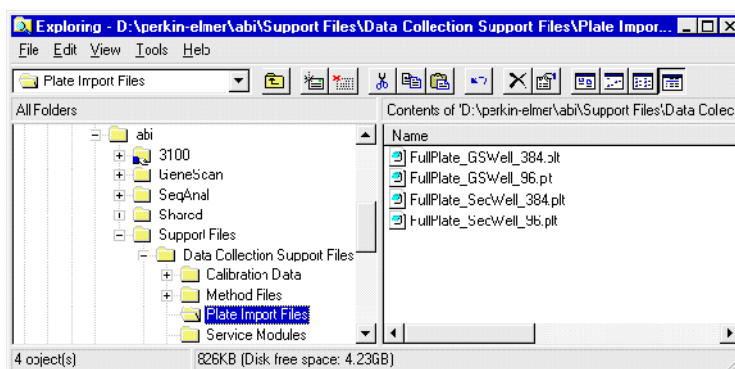 Exploring - D:\perkin-elmer\abi\Support Files\Data Collection Support Files\Plate Impor...
File Edit View Tools Help
Plate Import Files
All Folders
Contents of 'D:\perkin-elmer\abi\Support Files\Data Colec
Name
abi
3100
GeneScan
SeqAnal
Shared
Support Files
Data Collection Support Files
Calibration Data
Method Files
Plate Import Files
Service Modules
FullPlate_GSWell_384.plt
FullPlate_GSWell_96.plt
FullPlate_SecWell_384.plt
FullPlate_SecWell_96.plt
4 object(s)
826KB (Disk free space: 4.23GB)